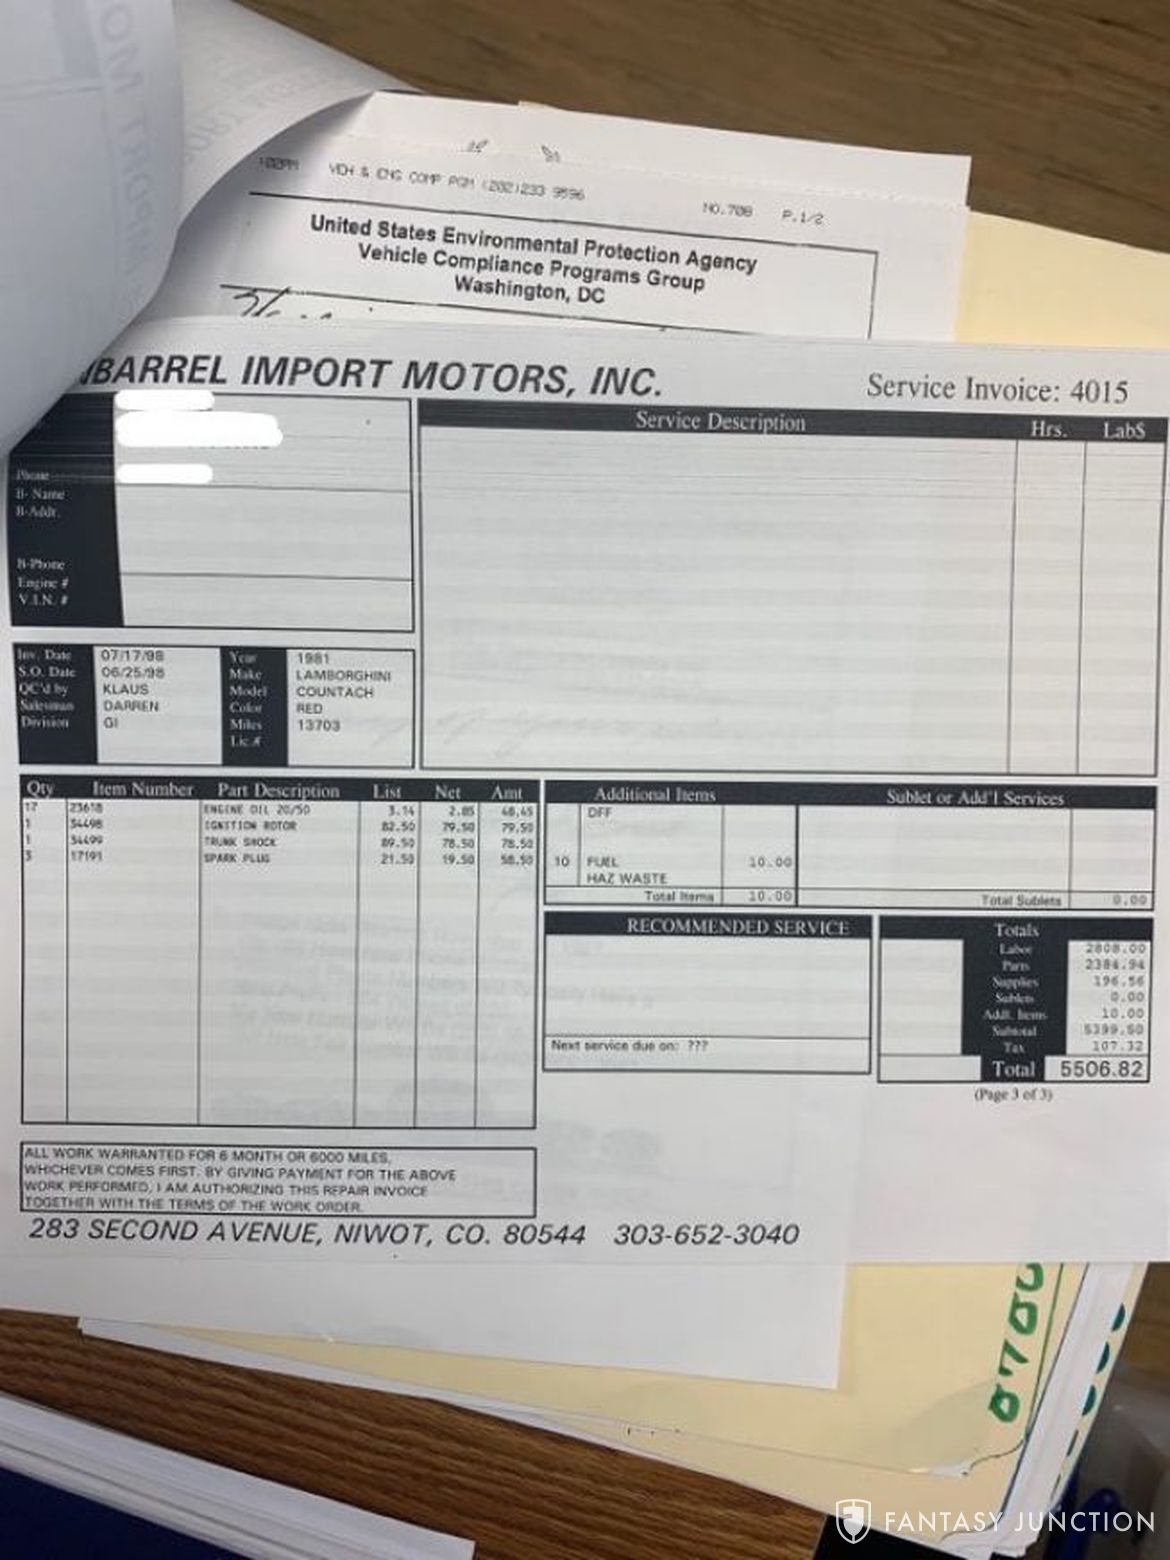 VEH & ENG COMP PGM (202)233 9596
NO.708 P.1/2
United States Environmental Protection Agency
Vehicle Compliance Programs Group
Washington, DC
BARREL IMPORT MOTORS, INC.
Service Invoice: 4015
Service Description Hrs. Lab$
Phone
B- Name
B-Addr.
B-Phone
Engine #
V.I.N. #
Inv. Date 07/17/98 Year 1981
S.O. Date 06/25/98 Make LAMBORGHINI
QC'd by KLAUS Model COUNTACH
Salesman DARREN Color RED
Division GI Miles 13703
Lic.#
Qty Item Number Part Description List Net Amt
17 23618 ENGINE OIL 20/50 3.14 2.85 48.45
1 34498 IGNITION ROTOR 82.50 79.50 79.50
1 34499 TRUNK SHOCK 89.50 78.50 78.50
3 17191 SPARK PLUG 21.50 19.50 58.50
Additional Items
OFF
10 FUEL 10.00
HAZ WASTE
Total Items 10.00
Sublet or Add'l Services
Total Sublets 0.00
RECOMMENDED SERVICE
Next service due on: ???
Totals
Labor 2808.00
Parts 2384.94
Supplies 196.56
Sublets 0.00
Addl. Items 10.00
Subtotal 5399.50
Tax 107.32
Total 5506.82
(Page 3 of 3)
ALL WORK WARRANTED FOR 6 MONTH OR 6000 MILES,
WHICHEVER COMES FIRST. BY GIVING PAYMENT FOR THE ABOVE
WORK PERFORMED, I AM AUTHORIZING THIS REPAIR INVOICE
TOGETHER WITH THE TERMS OF THE WORK ORDER.
283 SECOND AVENUE, NIWOT, CO. 80544 303-652-3040
FANTASY JUNCTION